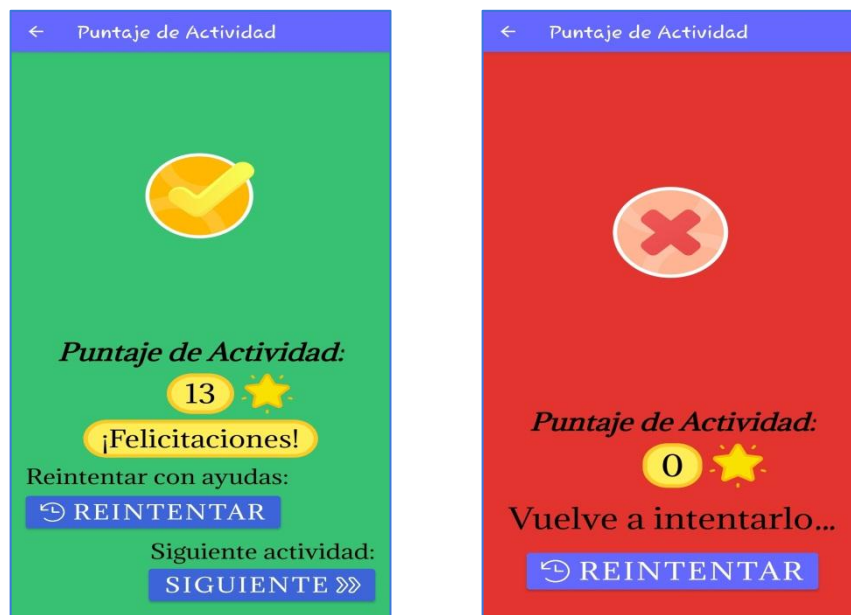 Puntaje de Actividad
Puntaje de Actividad:
13
¡Felicitaciones!
Reintentar con ayudas:
REINTENTAR
Siguiente actividad:
SIGUIENTE
Puntaje de Actividad
Puntaje de Actividad:
0
Vuelve a intentarlo...
REINTENTAR